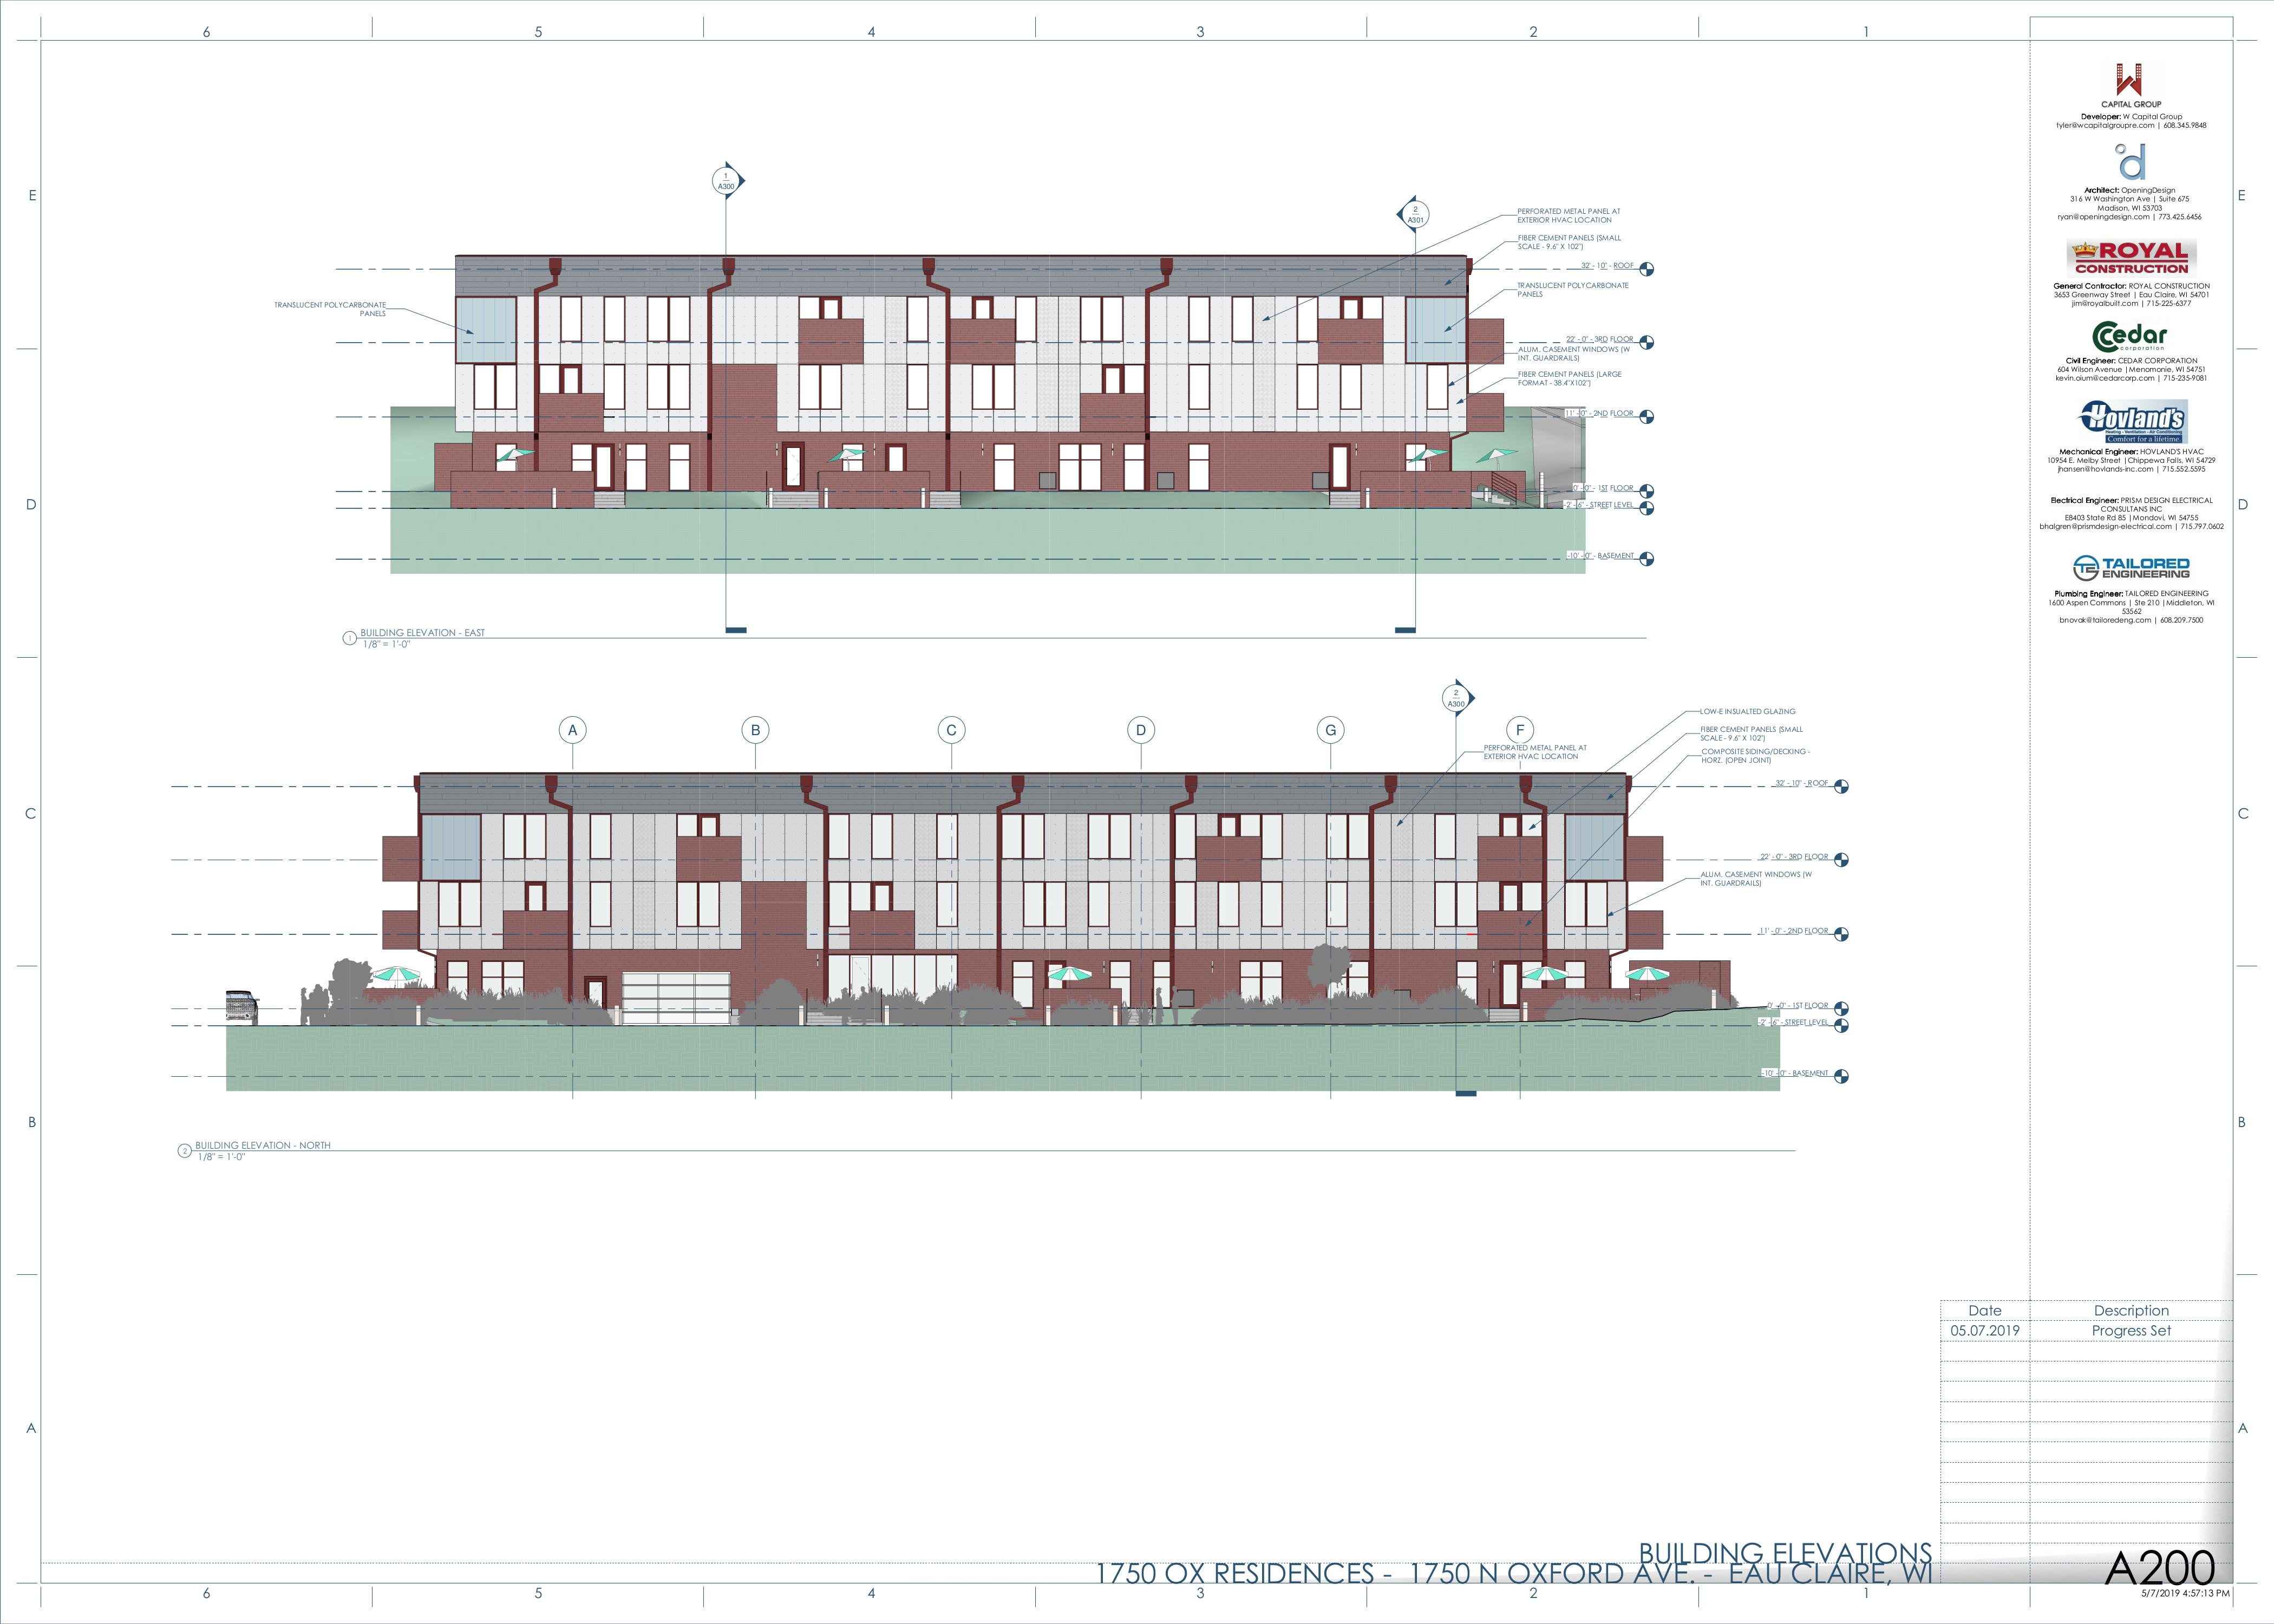 6 5 4 3 2 1
E
D
C
B
A
1
A300
2
A301
PERFORATED METAL PANEL AT
EXTERIOR HVAC LOCATION
FIBER CEMENT PANELS (SMALL
SCALE - 9.6" X 102")
32' - 10" - ROOF
TRANSLUCENT POLYCARBONATE
PANELS
TRANSLUCENT POLYCARBONATE
PANELS
22' - 0" - 3RD FLOOR
ALUM. CASEMENT WINDOWS (W
INT. GUARDRAILS)
FIBER CEMENT PANELS (LARGE
FORMAT - 38.4"X102")
11' - 0" - 2ND FLOOR
0' - 0" - 1ST FLOOR
-2' - 6" - STREET LEVEL
-10' - 0" - BASEMENT
1 BUILDING ELEVATION - EAST
1/8" = 1'-0"
2
A300
A B C D G F
LOW-E INSUALTED GLAZING
FIBER CEMENT PANELS (SMALL
SCALE - 9.6" X 102")
COMPOSITE SIDING/DECKING -
HORZ. (OPEN JOINT)
PERFORATED METAL PANEL AT
EXTERIOR HVAC LOCATION
32' - 10" - ROOF
22' - 0" - 3RD FLOOR
ALUM. CASEMENT WINDOWS (W
INT. GUARDRAILS)
11' - 0" - 2ND FLOOR
0' - 0" - 1ST FLOOR
-2' - 6" - STREET LEVEL
-10' - 0" - BASEMENT
2 BUILDING ELEVATION - NORTH
1/8" = 1'-0"
W
CAPITAL GROUP
Developer: W Capital Group
tyler@wcapitalgroupre.com | 608.345.9848
d
Architect: OpeningDesign
316 W Washington Ave | Suite 675
Madison, WI 53703
ryan@openingdesign.com | 773.425.6456
ROYAL
CONSTRUCTION
General Contractor: ROYAL CONSTRUCTION
3653 Greenway Street | Eau Claire, WI 54701
jim@royalbuilt.com | 715-225-6377
Cedar
corporation
Civil Engineer: CEDAR CORPORATION
604 Wilson Avenue |Menomonie, WI 54751
kevin.oium@cedarcorp.com | 715-235-9081
Hovland's
Heating - Ventilation - Air Conditioning
Comfort for a lifetime
Mechanical Engineer: HOVLAND'S HVAC
10954 E. Melby Street |Chippewa Falls, WI 54729
jhansen@hovlands-inc.com | 715.552.5595
Electrical Engineer: PRISM DESIGN ELECTRICAL
CONSULTANS INC
E8403 State Rd 85 |Mondovi, WI 54755
bhalgren@prismdesign-electrical.com | 715.797.0602
TE TAILORED
ENGINEERING
Plumbing Engineer: TAILORED ENGINEERING
1600 Aspen Commons | Ste 210 |Middleton, WI
53562
bnovak@tailoredeng.com | 608.209.7500
E
D
C
B
A
Date Description
05.07.2019 Progress Set
BUILDING ELEVATIONS
1750 OX RESIDENCES - 1750 N OXFORD AVE. - EAU CLAIRE, WI
A200
5/7/2019 4:57:13 PM
6 5 4 3 2 1